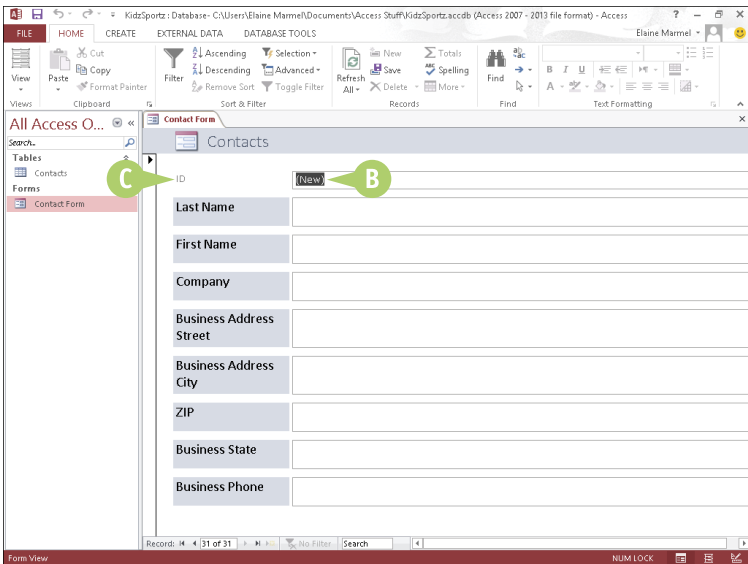 KidzSportz : Database- C:\Users\Elaine Marmel\Documents\Access Stuff\KidzSportz.accdb (Access 2007 - 2013 file format) - Access
FILE HOME CREATE EXTERNAL DATA DATABASE TOOLS Elaine Marmel
View
Paste
Cut
Copy
Format Painter
Filter
Ascending
Descending
Remove Sort
Selection
Advanced
Toggle Filter
Refresh All
New
Save
Delete
Totals
Spelling
More
Find
B I U
A
Views Clipboard Sort & Filter Records Find Text Formatting
All Access O...
Search..
Tables
Contacts
Forms
Contact Form
Contact Form
Contacts
C ID (New) B
Last Name
First Name
Company
Business Address
Street
Business Address
City
ZIP
Business State
Business Phone
Record: 31 of 31 No Filter Search
Form View NUM LOCK